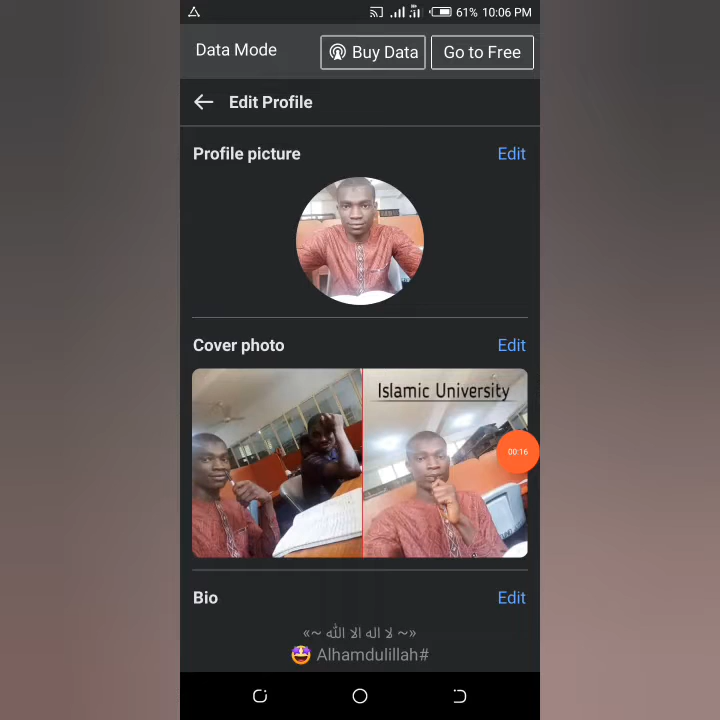 61% 10:06 PM
Data Mode Buy Data Go to Free
Edit Profile
Profile picture Edit
Cover photo Edit
Islamic University
00:16
Bio Edit
«~ لا اله الا الله ~»
🤩 Alhamdulillah#